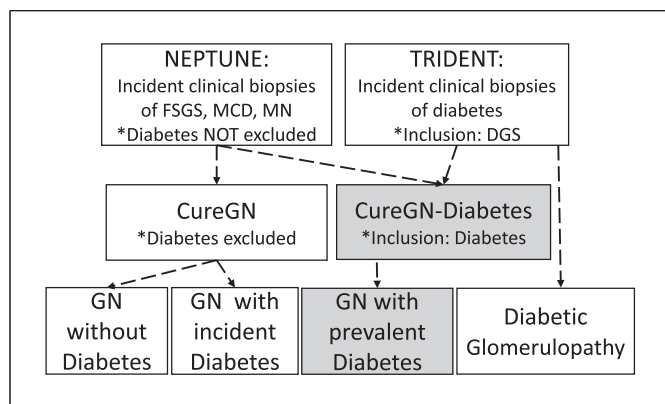 NEPTUNE:
Incident clinical biopsies
of FSGS, MCD, MN
*Diabetes NOT excluded
TRIDENT:
Incident clinical biopsies
of diabetes
*Inclusion: DGS
CureGN
*Diabetes excluded
CureGN-Diabetes
*Inclusion: Diabetes
GN
without
Diabetes
GN with
incident
Diabetes
GN with
prevalent
Diabetes
Diabetic
Glomerulopathy